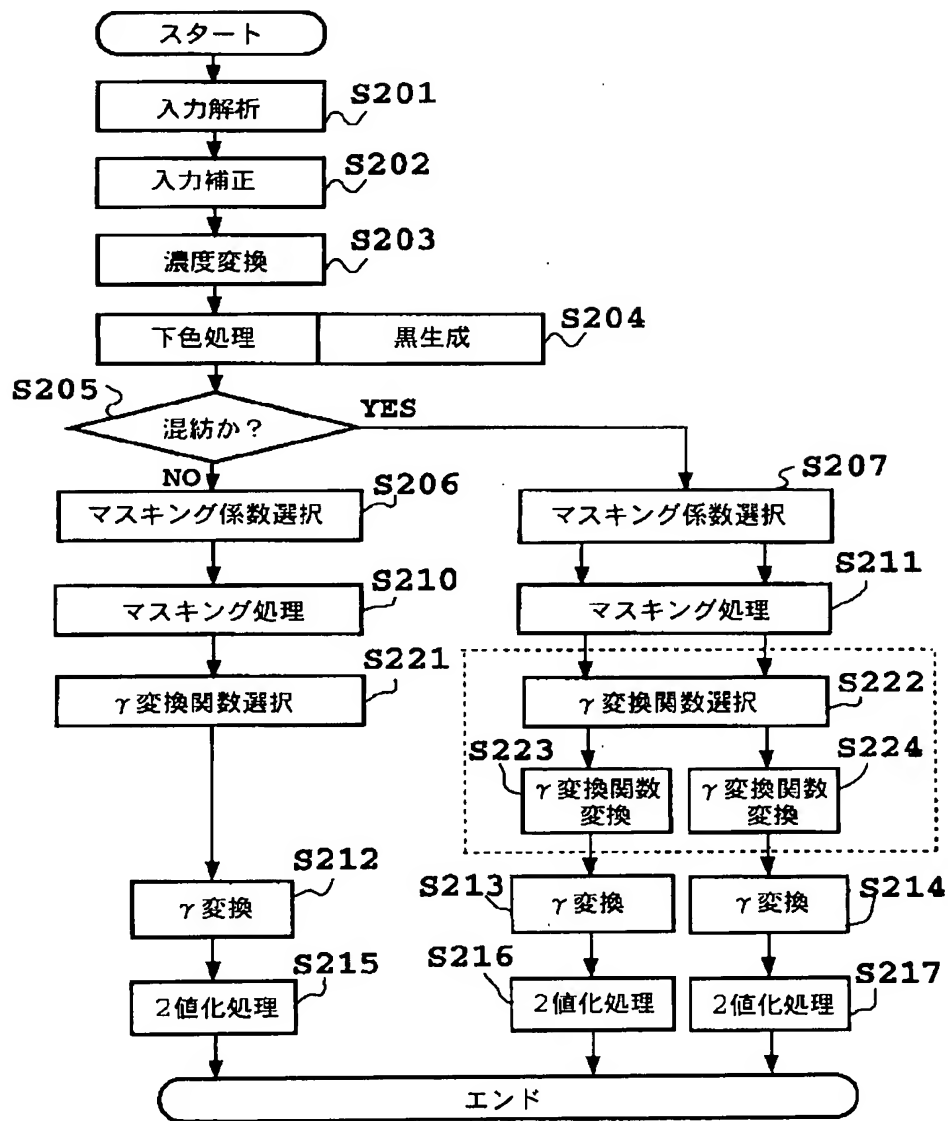 スタート
入力解析
S201
入力補正
S202
濃度変換
S203
下色処理
黒生成
S204
S205
混紡か?
YES
NO
S206
マスキング係数選択
S207
マスキング係数選択
S210
マスキング処理
S211
マスキング処理
S221
γ変換関数選択
S222
γ変換関数選択
S223
γ変換関数
変換
S224
γ変換関数
変換
S212
γ変換
S213
γ変換
S214
γ変換
S215
2値化処理
S216
2値化処理
S217
2値化処理
エンド